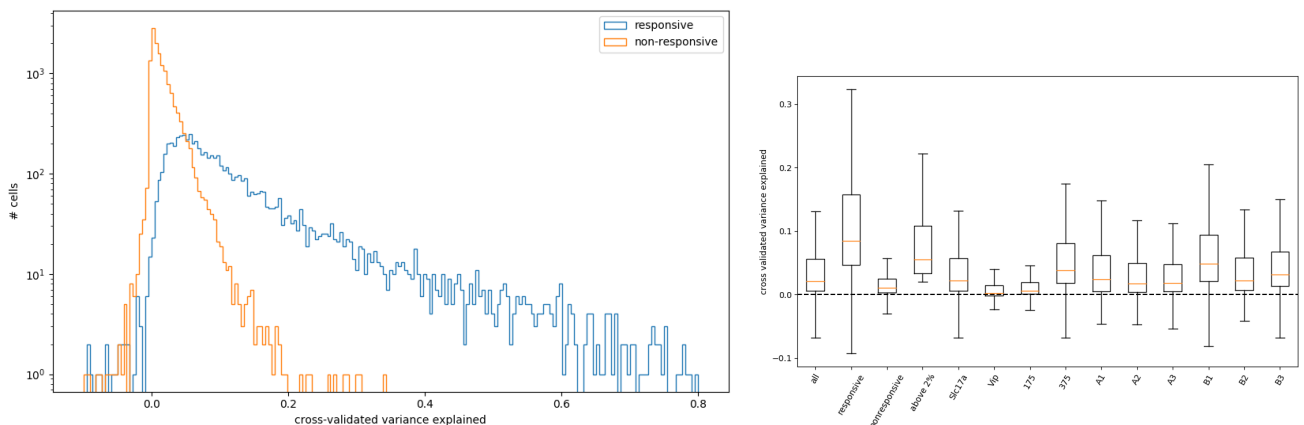 responsive
non-responsive
10³
10²
10¹
10⁰
# cells
0.0 0.2 0.4 0.6 0.8
cross-validated variance explained
0.3
0.2
0.1
0.0
−0.1
cross validated variance explained
all responsive nonresponsive above 2% Slc17a Vip 175 375 A1 A2 A3 B1 B2 B3